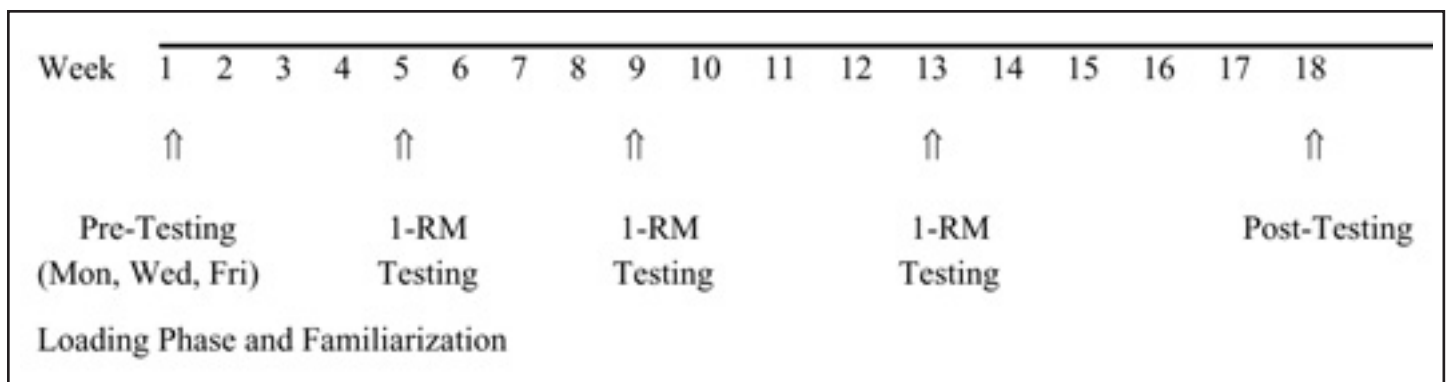 Week 1 2 3 4 5 6 7 8 9 10 11 12 13 14 15 16 17 18
⇑ ⇑ ⇑ ⇑ ⇑
Pre-Testing 1-RM 1-RM 1-RM Post-Testing
(Mon, Wed, Fri) Testing Testing Testing
Loading Phase and Familiarization